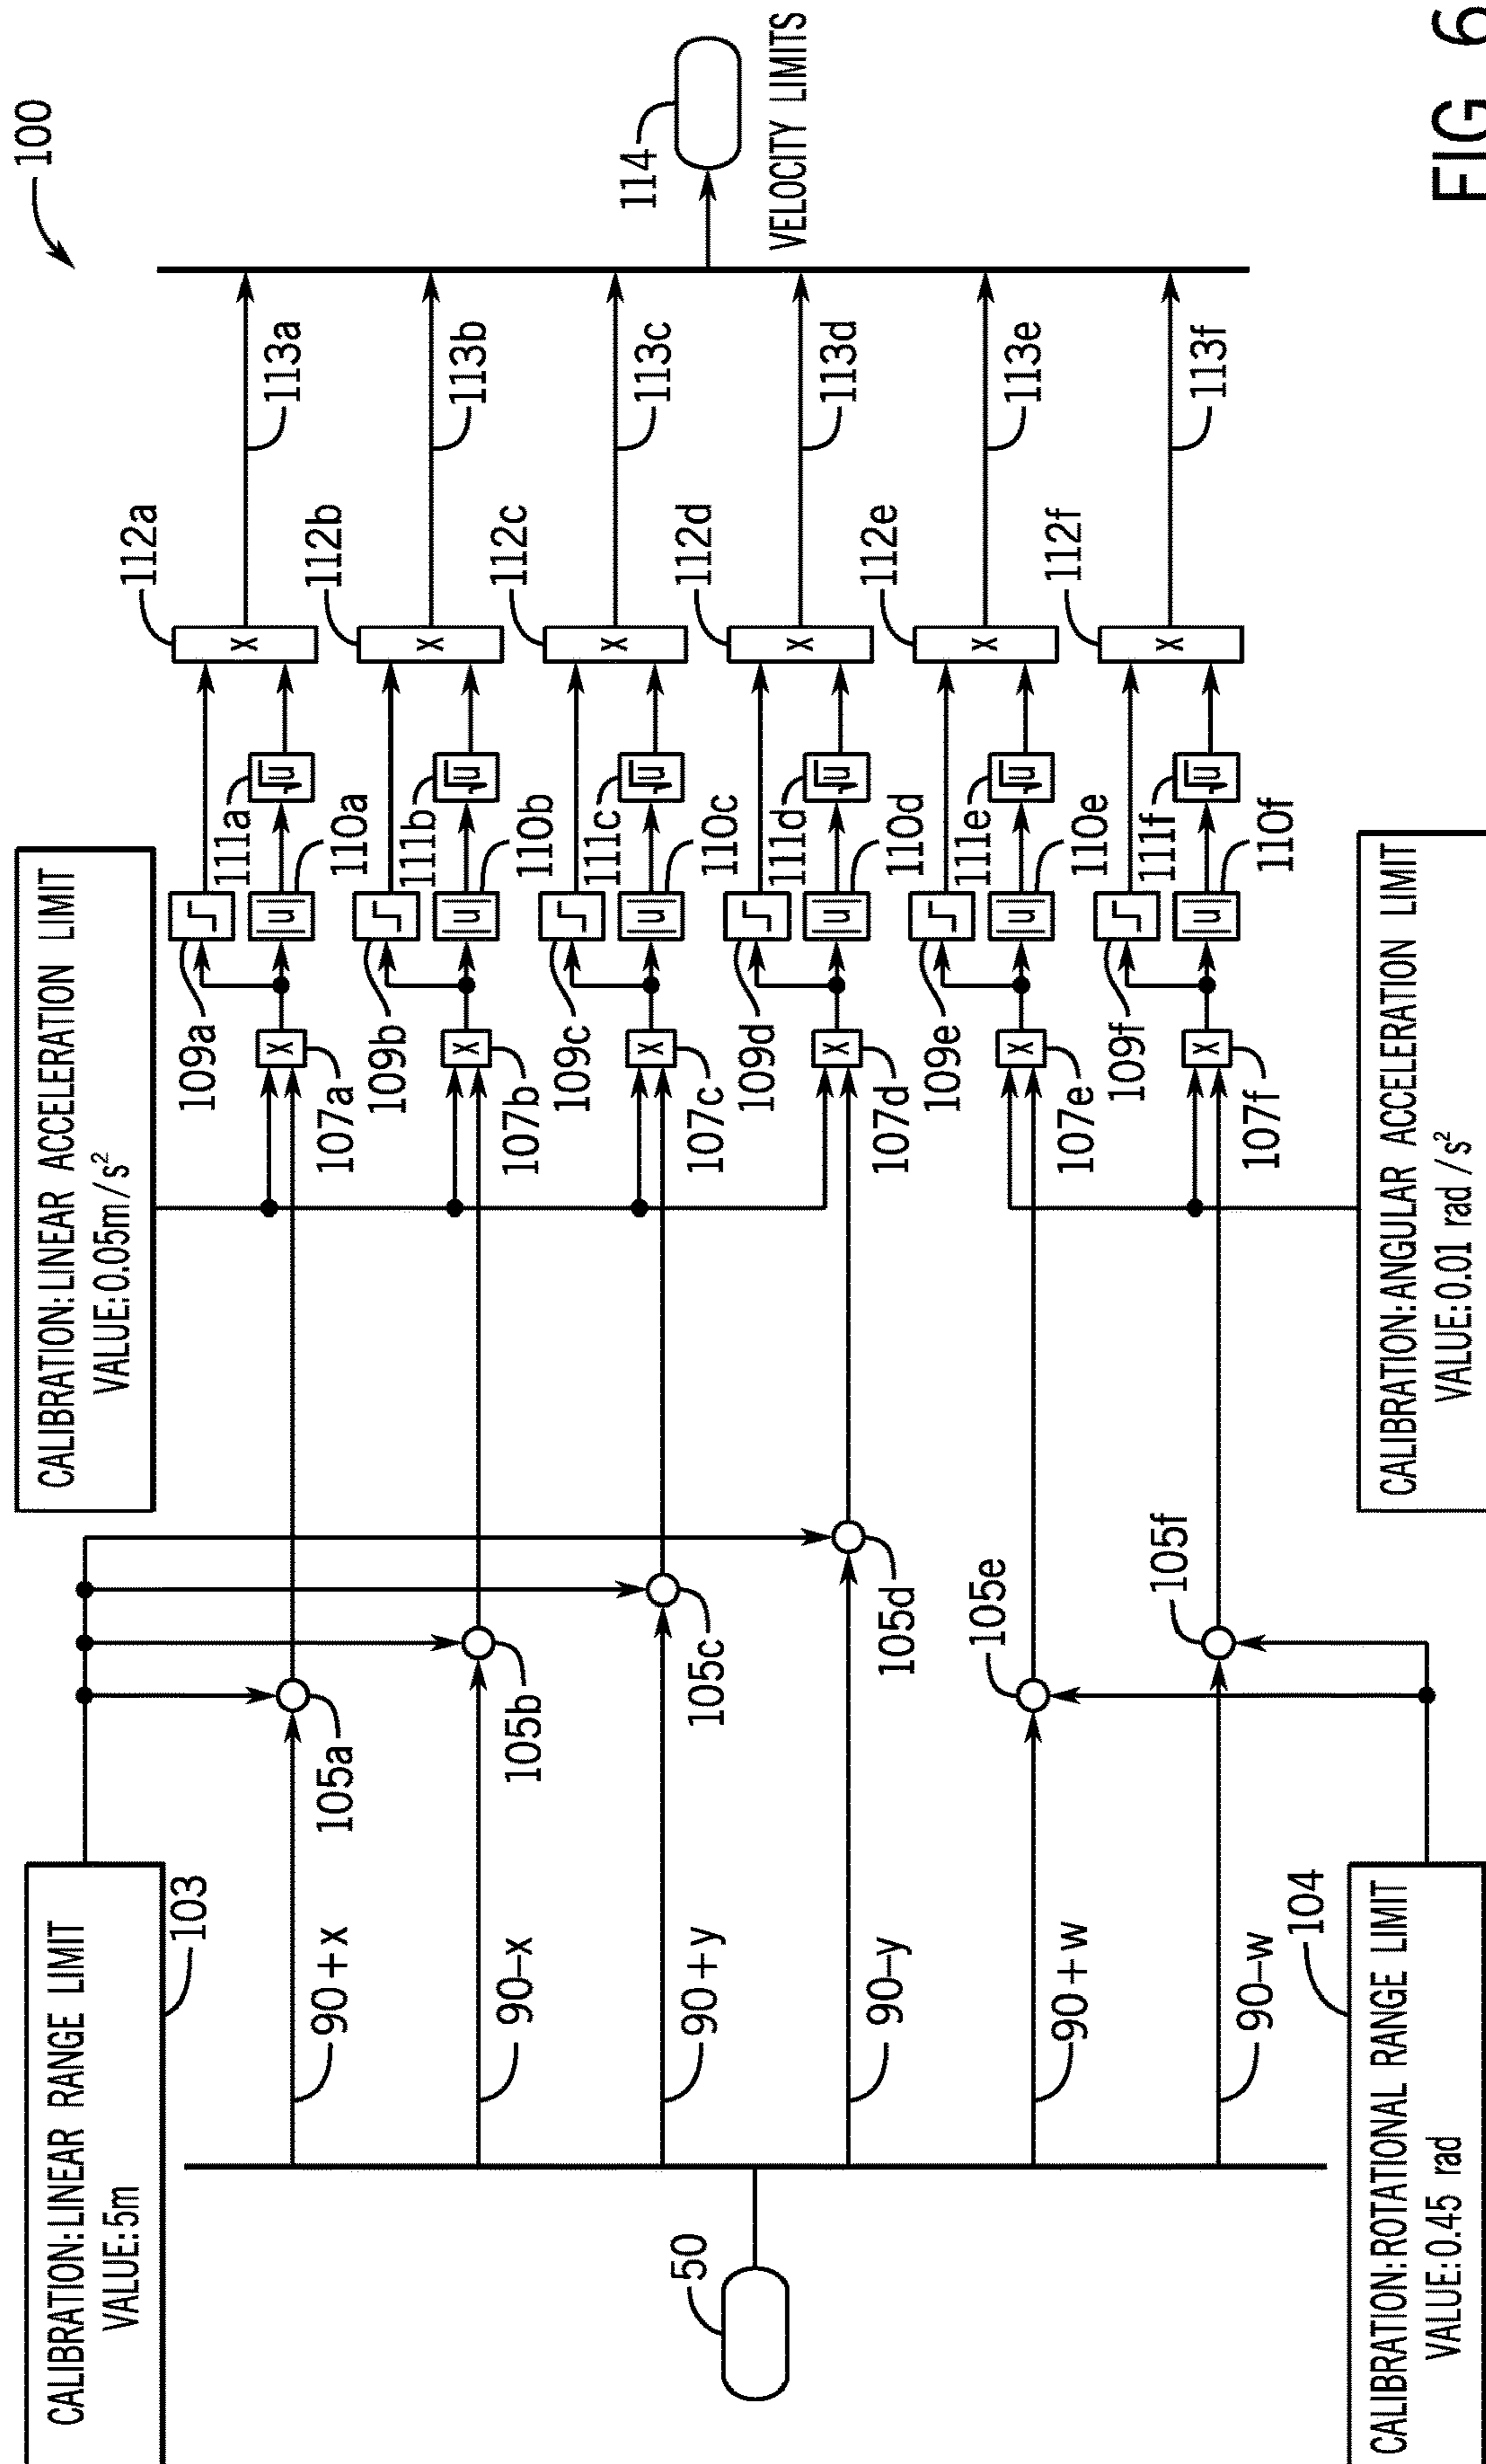 100
CALIBRATION:LINEAR RANGE LIMIT
VALUE:5m
103
CALIBRATION:LINEAR ACCELERATION LIMIT
VALUE:0.05m/s²
50
90+x
90–x
90+y
90–y
90+w
90–w
105a
105b
105c
105d
105e
105f
107a
107b
107c
107d
107e
107f
X
X
X
X
X
X
109a
109b
109c
109d
109e
109f
|u|
|u|
|u|
|u|
|u|
|u|
110a
110b
110c
110d
110e
110f
111a
111b
111c
111d
111e
111f
√u
√u
√u
√u
√u
√u
112a
112b
112c
112d
112e
112f
X
X
X
X
X
X
113a
113b
113c
113d
113e
113f
114
VELOCITY LIMITS
CALIBRATION:ROTATIONAL RANGE LIMIT
VALUE:0.45 rad
104
CALIBRATION:ANGULAR ACCELERATION LIMIT
VALUE:0.01 rad/s²
FIG 6